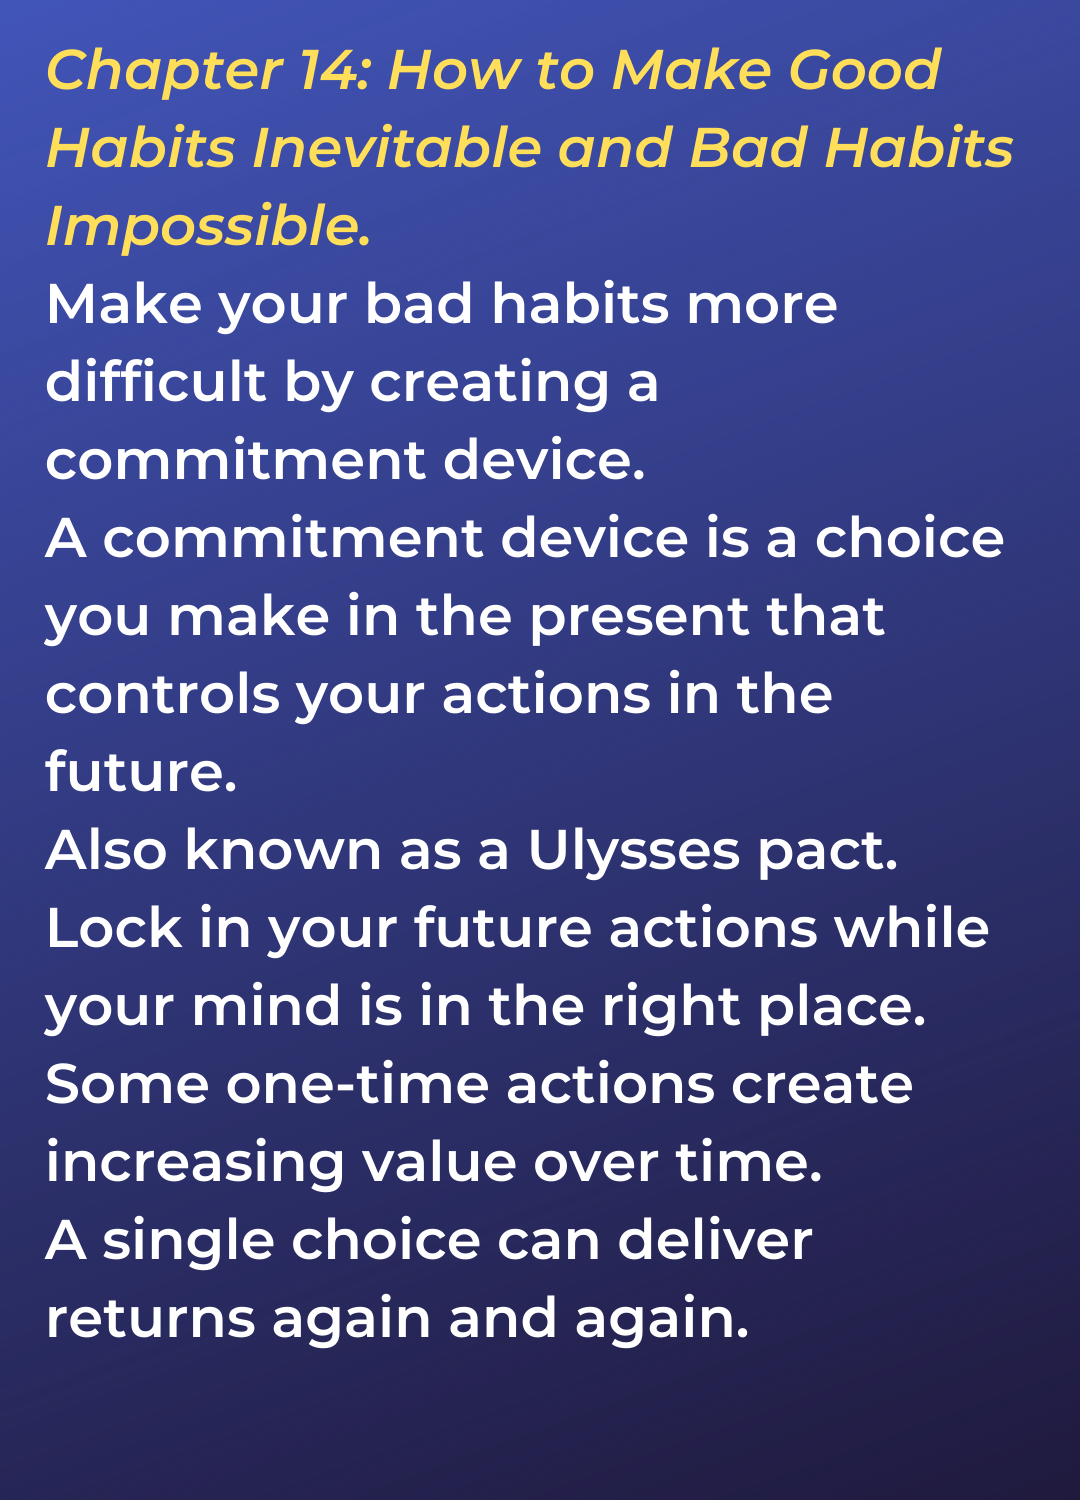 Chapter 14: How to Make Good
Habits Inevitable and Bad Habits
Impossible.
Make your bad habits more
difficult by creating a
commitment device.
A commitment device is a choice
you make in the present that
controls your actions in the
future.
Also known as a Ulysses pact.
Lock in your future actions while
your mind is in the right place.
Some one-time actions create
increasing value over time.
A single choice can deliver
returns again and again.